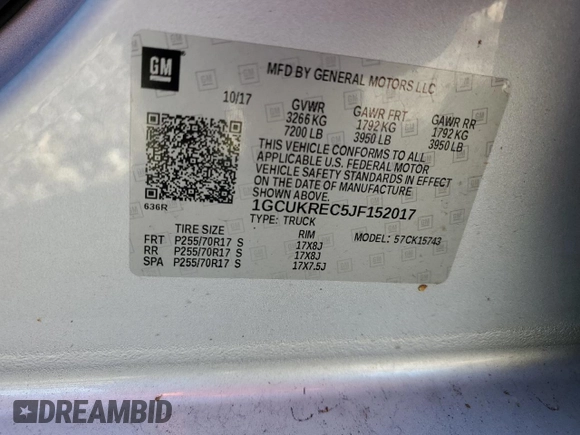 GM
MFD BY GENERAL MOTORS LLC
10/17
GVWR
3266 KG
7200 LB
GAWR FRT
1792 KG
3950 LB
GAWR RR
1792 KG
3950 LB
THIS VEHICLE CONFORMS TO ALL
APPLICABLE U.S. FEDERAL MOTOR
VEHICLE SAFETY STANDARDS IN EFFECT
ON THE DATE OF MANUFACTURE
SHOWN ABOVE.
636R
1GCUKREC5JF152017
TYPE: TRUCK
MODEL: 57CK15743
TIRE SIZE RIM
FRT P255/70R17 S 17X8J
RR P255/70R17 S 17X8J
SPA P255/70R17 S 17X7.5J
DREAMBID